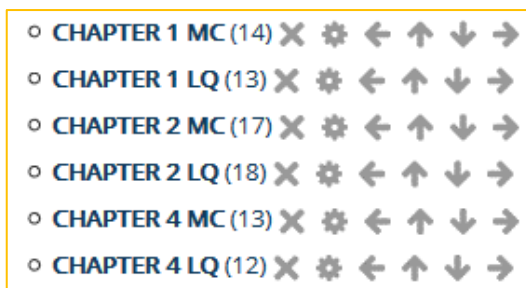 CHAPTER 1 MC (14)
CHAPTER 1 LQ (13)
CHAPTER 2 MC (17)
CHAPTER 2 LQ (18)
CHAPTER 4 MC (13)
CHAPTER 4 LQ (12)